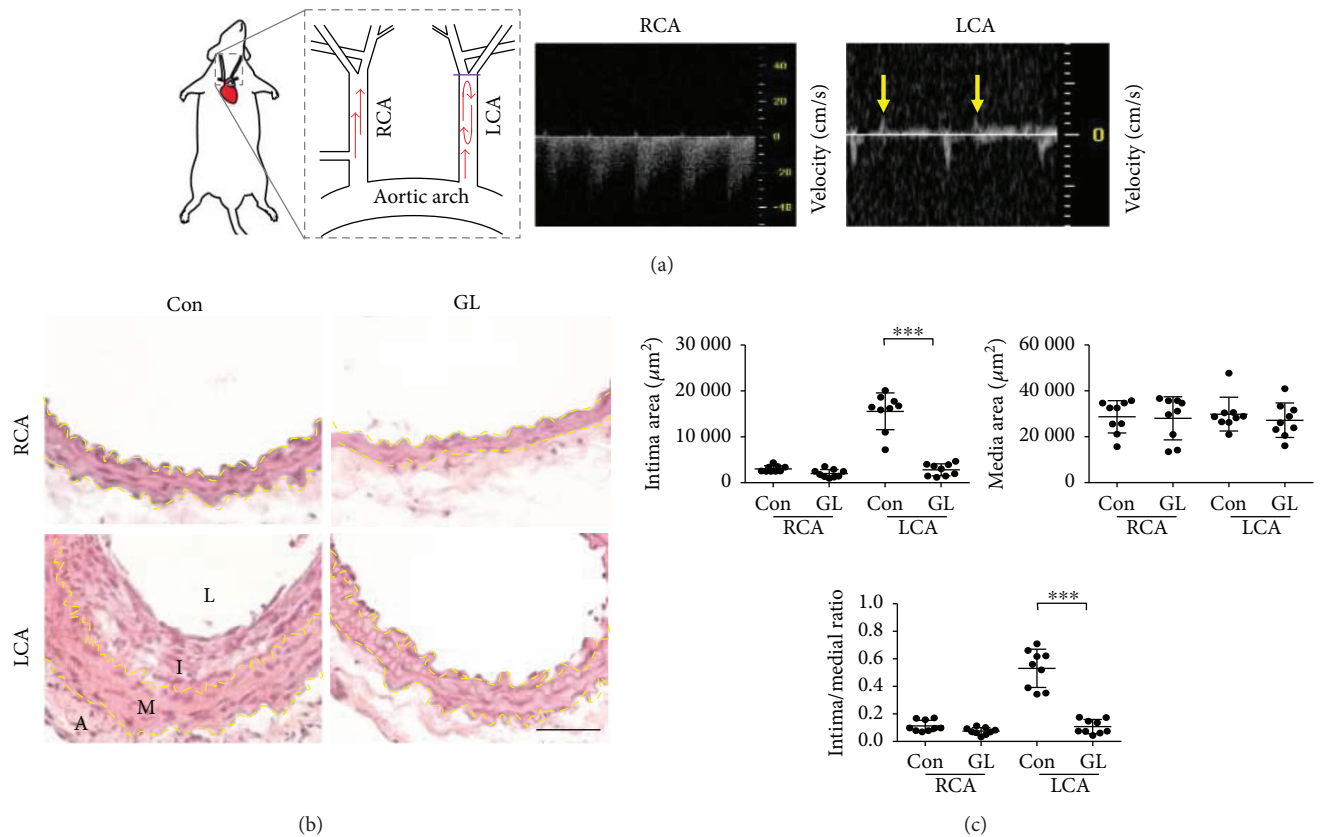 RCA
LCA
RCA
LCA
Aortic arch
40
20
0
20
40
Velocity (cm/s)
0
Velocity (cm/s)
(a)
Con
GL
RCA
LCA
L
I
M
A
(b)
Intima area (μm²)
30 000
20 000
10 000
0
***
Con GL Con GL
RCA LCA
Media area (μm²)
60 000
40 000
20 000
0
Con GL Con GL
RCA LCA
Intima/medial ratio
1.0
0.8
0.6
0.4
0.2
0.0
***
Con GL Con GL
RCA LCA
(c)